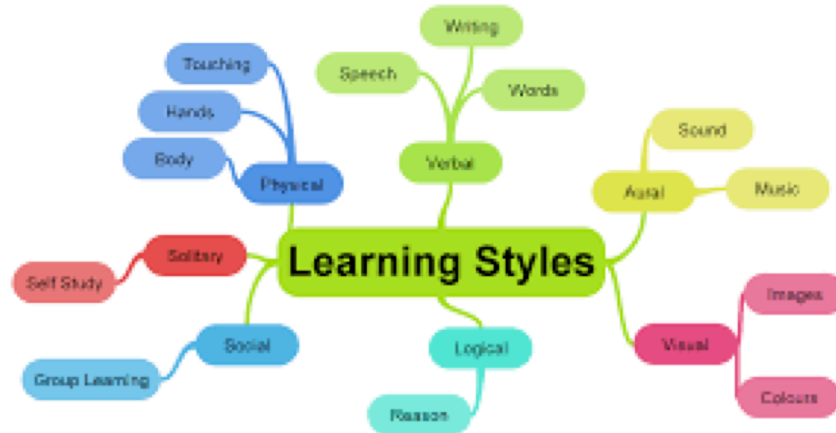 Writing
Touching
Speech
Words
Hands
Sound
Body
Verbal
Physical
Aural
Music
Solitary
Learning Styles
Self Study
Images
Social
Logical
Visual
Group Learning
Colours
Reason